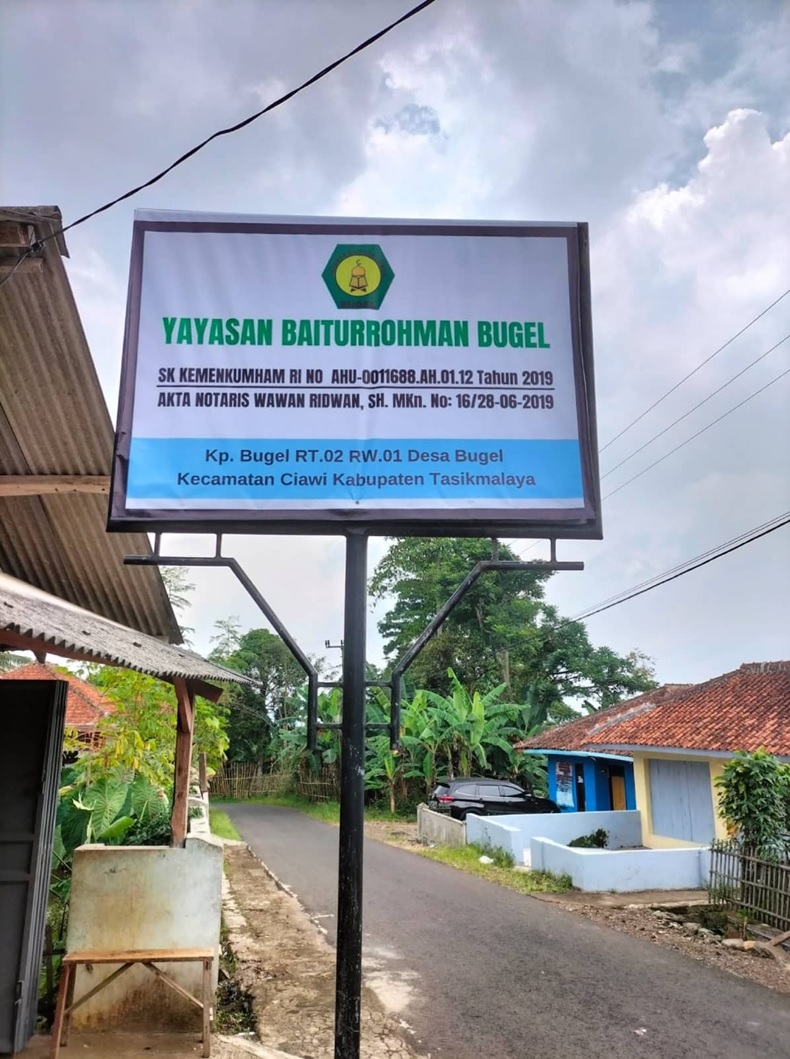 YAYASAN BAITURROHMAN BUGEL
SK KEMENKUMHAM RI NO AHU-0011688.AH.01.12 Tahun 2019
AKTA NOTARIS WAWAN RIDWAN, SH. MKn. No: 16/28-06-2019
Kp. Bugel RT.02 RW.01 Desa Bugel
Kecamatan Ciawi Kabupaten Tasikmalaya